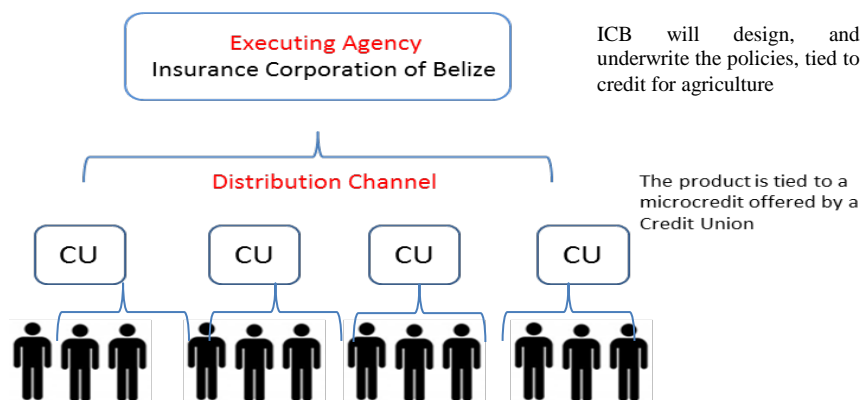 Executing Agency
Insurance Corporation of Belize
ICB will design, and
underwrite the policies, tied to
credit for agriculture
Distribution Channel
The product is tied to a
microcredit offered by a
Credit Union
CU
CU
CU
CU